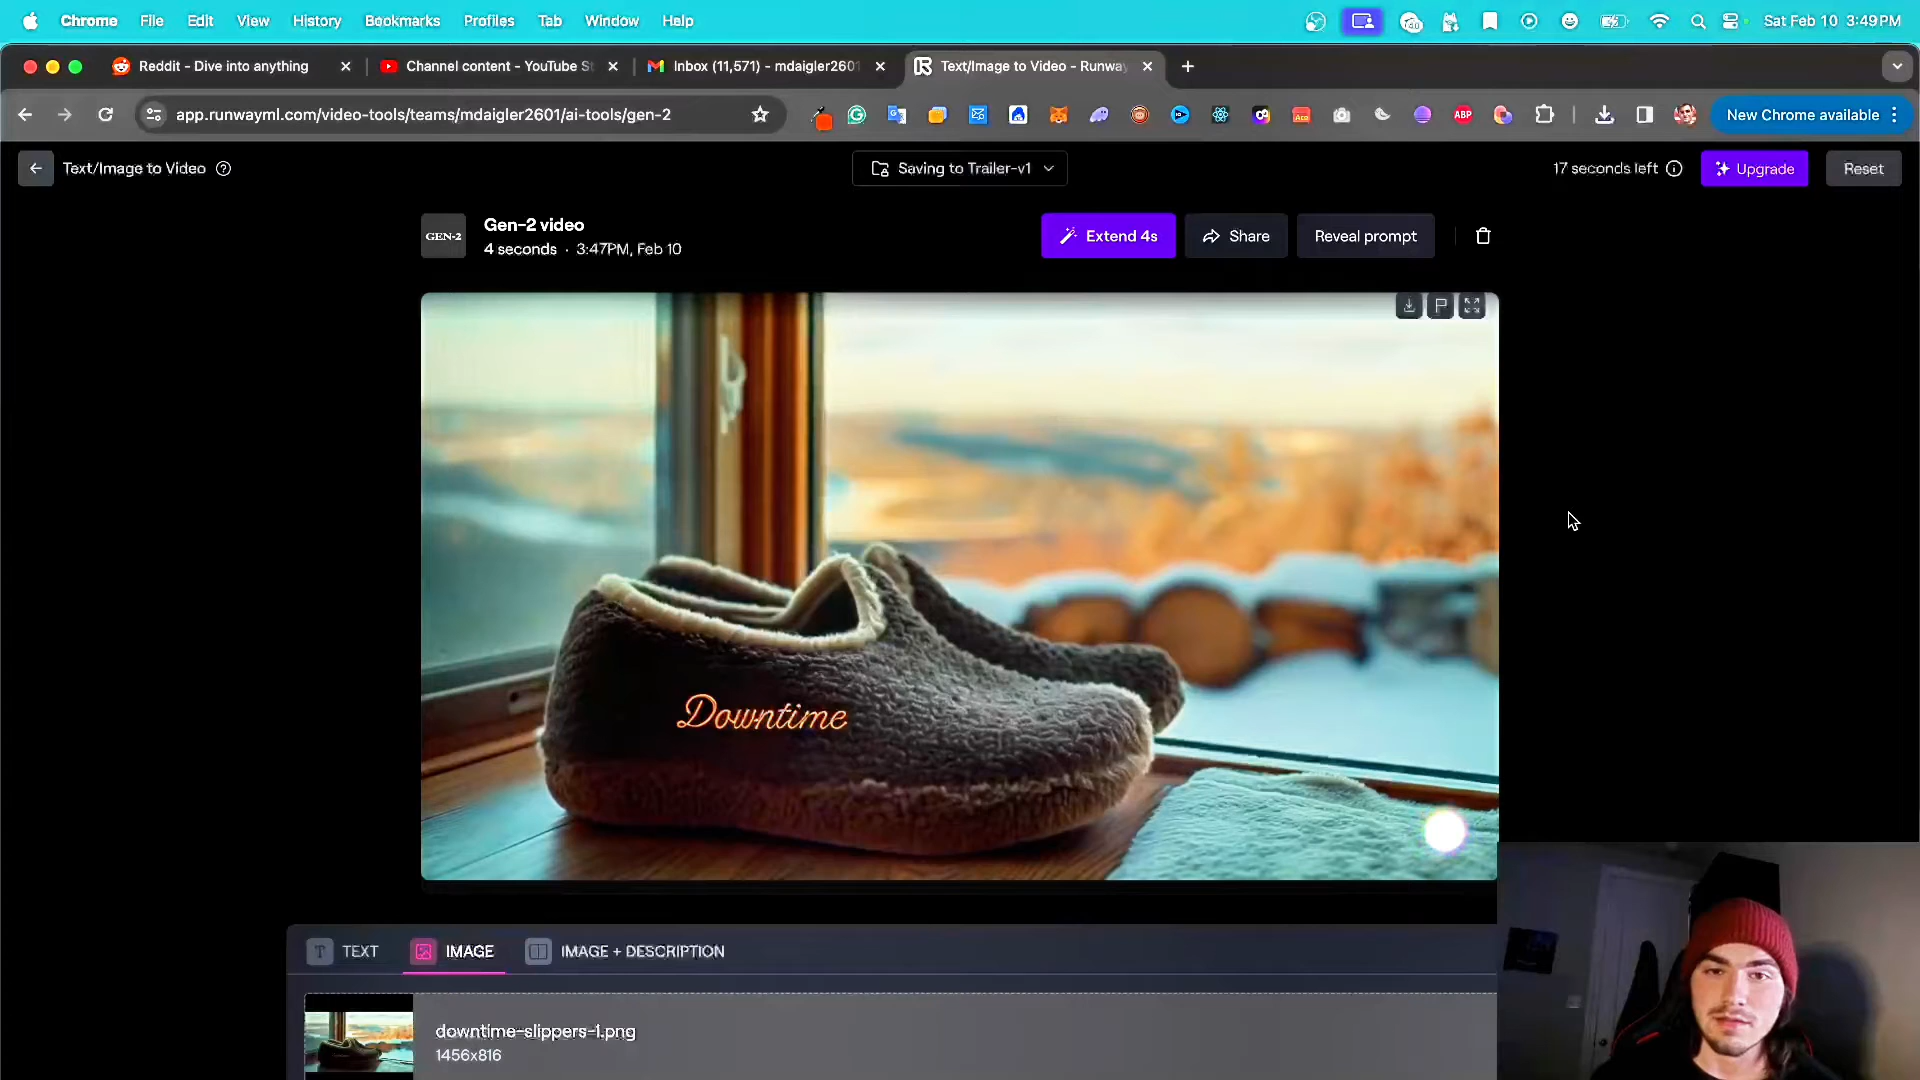 Chrome File Edit View History Bookmarks Profiles Tab Window Help Sat Feb 10 3:49 PM
Reddit - Dive into anything Channel content - YouTube St Inbox (11,571) - mdaigler2601 Text/Image to Video - Runway
app.runwayml.com/video-tools/teams/mdaigler2601/ai-tools/gen-2 ABP New Chrome available
Text/Image to Video Saving to Trailer-v1 17 seconds left Upgrade Reset
GEN-2 Gen-2 video Extend 4s Share Reveal prompt
4 seconds · 3:47PM, Feb 10
Downtime
T TEXT IMAGE IMAGE + DESCRIPTION
downtime-slippers-1.png
1456x816